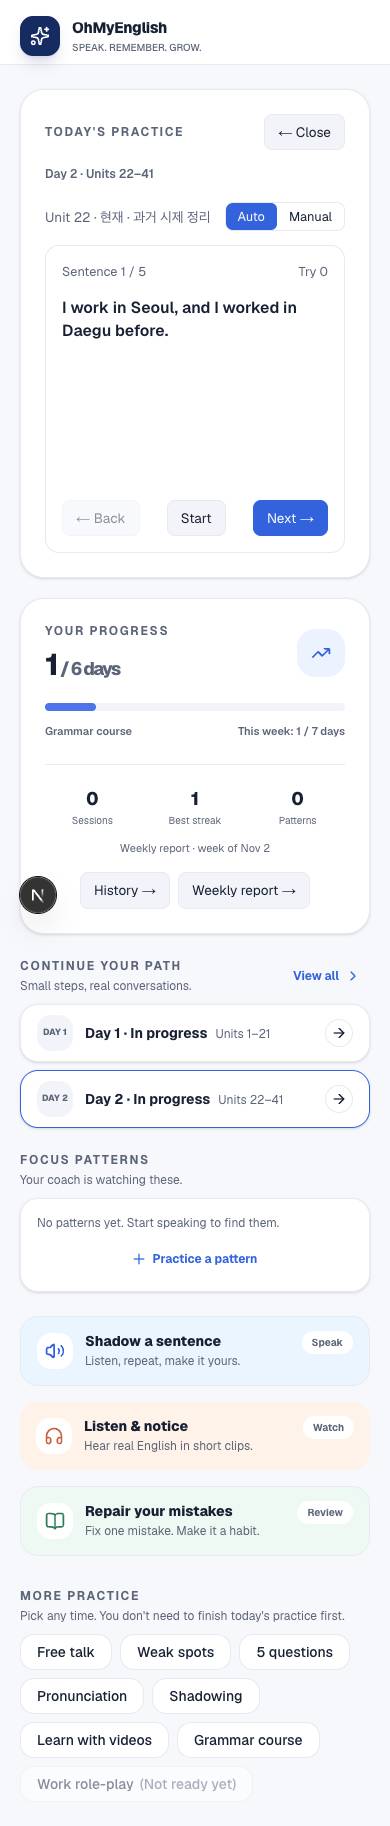 OhMyEnglish
SPEAK. REMEMBER. GROW.
TODAY'S PRACTICE
← Close
Day 2 · Units 22–41
Unit 22 · 현재 · 과거 시제 정리
Auto
Manual
Sentence 1 / 5
Try 0
I work in Seoul, and I worked in
Daegu before.
← Back
Start
Next →
YOUR PROGRESS
1 / 6 days
Grammar course
This week: 1 / 7 days
0
Sessions
1
Best streak
0
Patterns
Weekly report · week of Nov 2
History →
Weekly report →
N
CONTINUE YOUR PATH
Small steps, real conversations.
View all
DAY 1
Day 1 · In progress Units 1–21
DAY 2
Day 2 · In progress Units 22–41
FOCUS PATTERNS
Your coach is watching these.
No patterns yet. Start speaking to find them.
+ Practice a pattern
Shadow a sentence
Listen, repeat, make it yours.
Speak
Listen & notice
Hear real English in short clips.
Watch
Repair your mistakes
Fix one mistake. Make it a habit.
Review
MORE PRACTICE
Pick any time. You don't need to finish today's practice first.
Free talk
Weak spots
5 questions
Pronunciation
Shadowing
Learn with videos
Grammar course
Work role-play (Not ready yet)